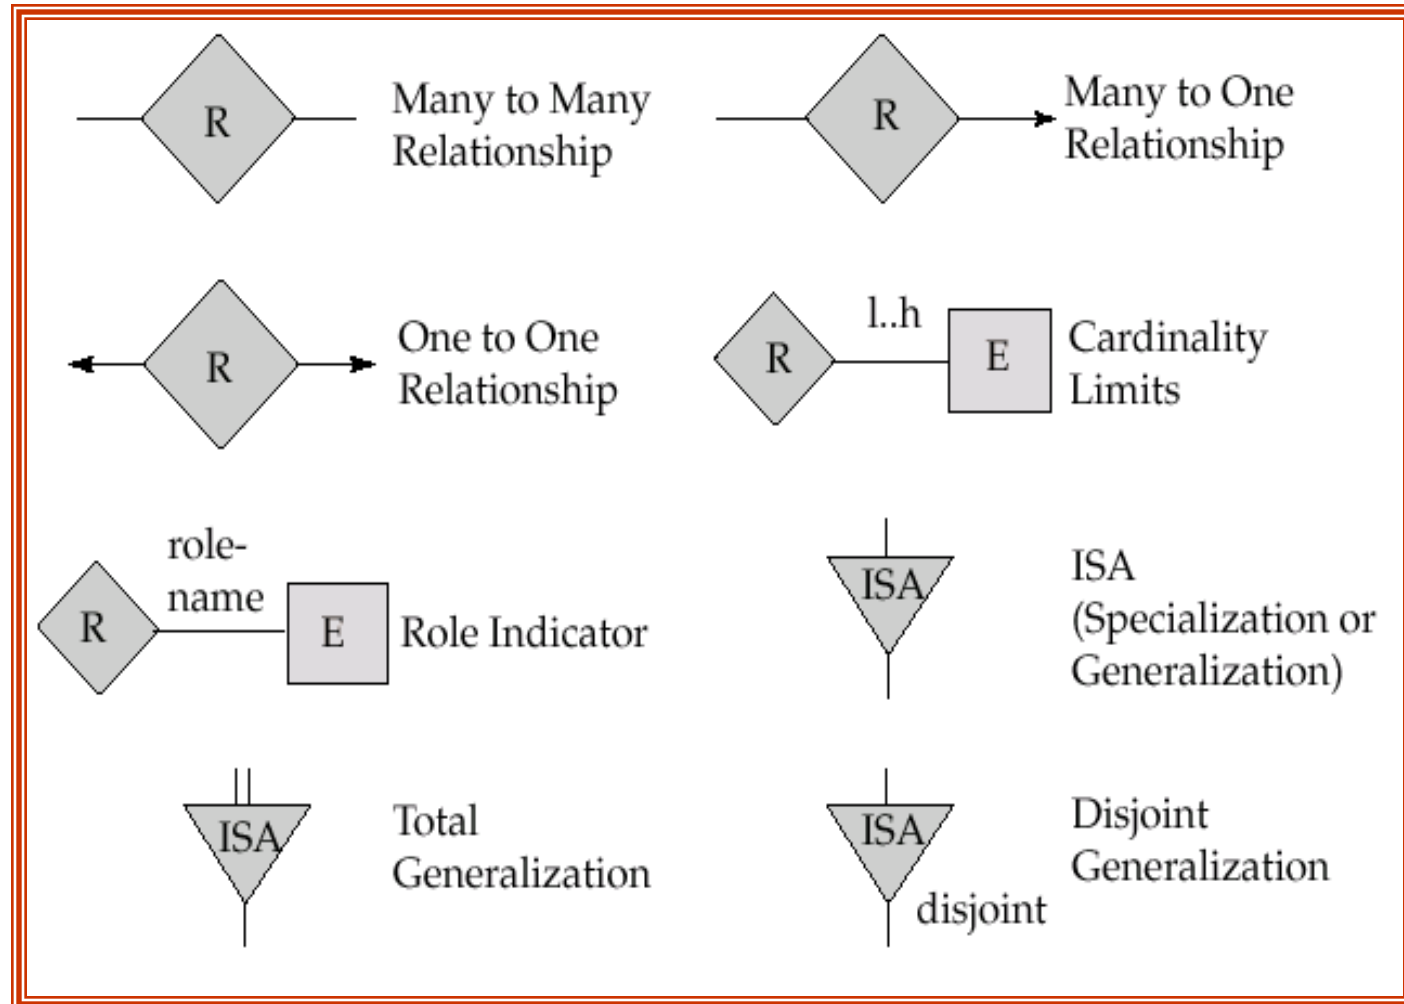 R
Many to Many
Relationship
R
Many to One
Relationship
R
One to One
Relationship
R
l..h
E
Cardinality
Limits
R
role-
name
E
Role Indicator
ISA
ISA
(Specialization or
Generalization)
ISA
Total
Generalization
ISA
disjoint
Disjoint
Generalization